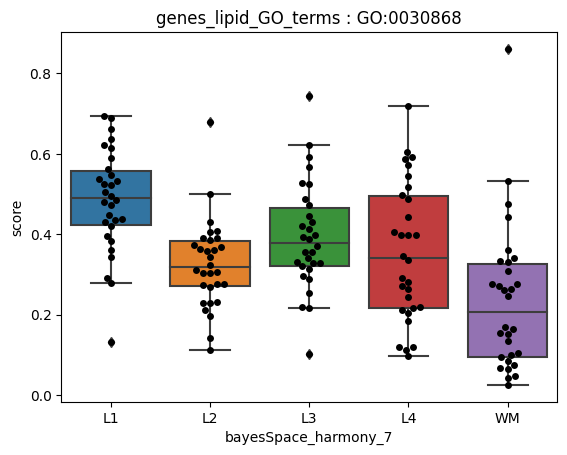 genes_lipid_GO_terms : GO:0030868
0.8
0.6
0.4
0.2
0.0
score
L1 L2 L3 L4 WM
bayesSpace_harmony_7